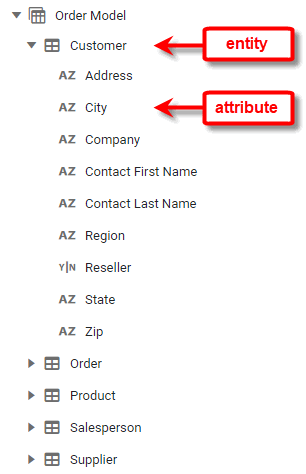 Order Model
Customer
entity
AZ Address
AZ City
attribute
AZ Company
AZ Contact First Name
AZ Contact Last Name
AZ Region
Y|N Reseller
AZ State
AZ Zip
Order
Product
Salesperson
Supplier